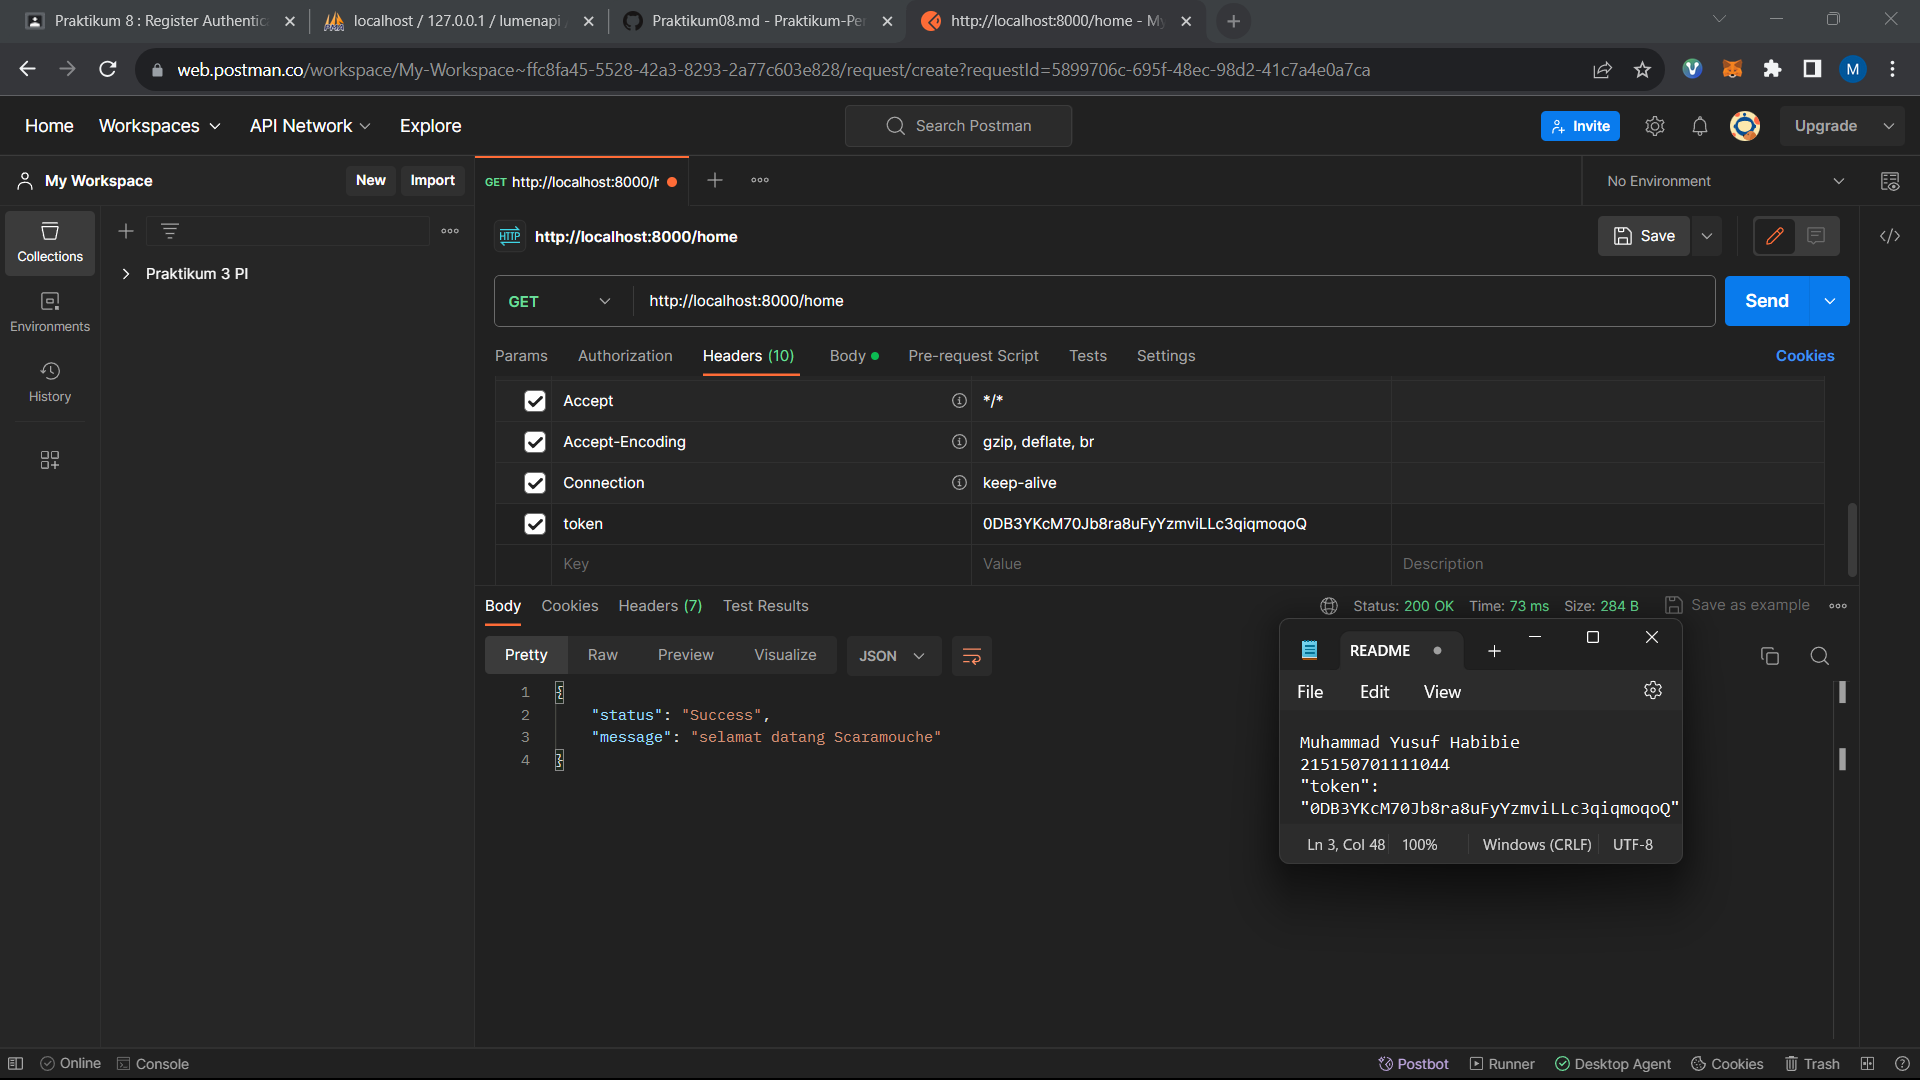 Praktikum 8 : Register Authentica
localhost / 127.0.0.1 / lumenapi
Praktikum08.md - Praktikum-Per
http://localhost:8000/home - My
web.postman.co/workspace/My-Workspace~ffc8fa45-5528-42a3-8293-2a77c603e828/request/create?requestId=5899706c-695f-48ec-98d2-41c7a4e0a7ca
M
Home Workspaces API Network Explore
Search Postman
Invite
Upgrade
My Workspace
New Import
GET http://localhost:8000/h
No Environment
Collections
Environments
History
Praktikum 3 PI
HTTP http://localhost:8000/home
Save
GET http://localhost:8000/home
Send
Params Authorization Headers (10) Body Pre-request Script Tests Settings Cookies
Accept */*
Accept-Encoding gzip, deflate, br
Connection keep-alive
token 0DB3YKcM70Jb8ra8uFyYzmviLLc3qiqmoqoQ
Key Value Description
Body Cookies Headers (7) Test Results
Status: 200 OK Time: 73 ms Size: 284 B Save as example
Pretty Raw Preview Visualize JSON
1 {
2 "status": "Success",
3 "message": "selamat datang Scaramouche"
4 }
README
File Edit View
Muhammad Yusuf Habibie
215150701111044
"token":
"0DB3YKcM70Jb8ra8uFyYzmviLLc3qiqmoqoQ"
Ln 3, Col 48 100% Windows (CRLF) UTF-8
Online Console
Postbot Runner Desktop Agent Cookies Trash